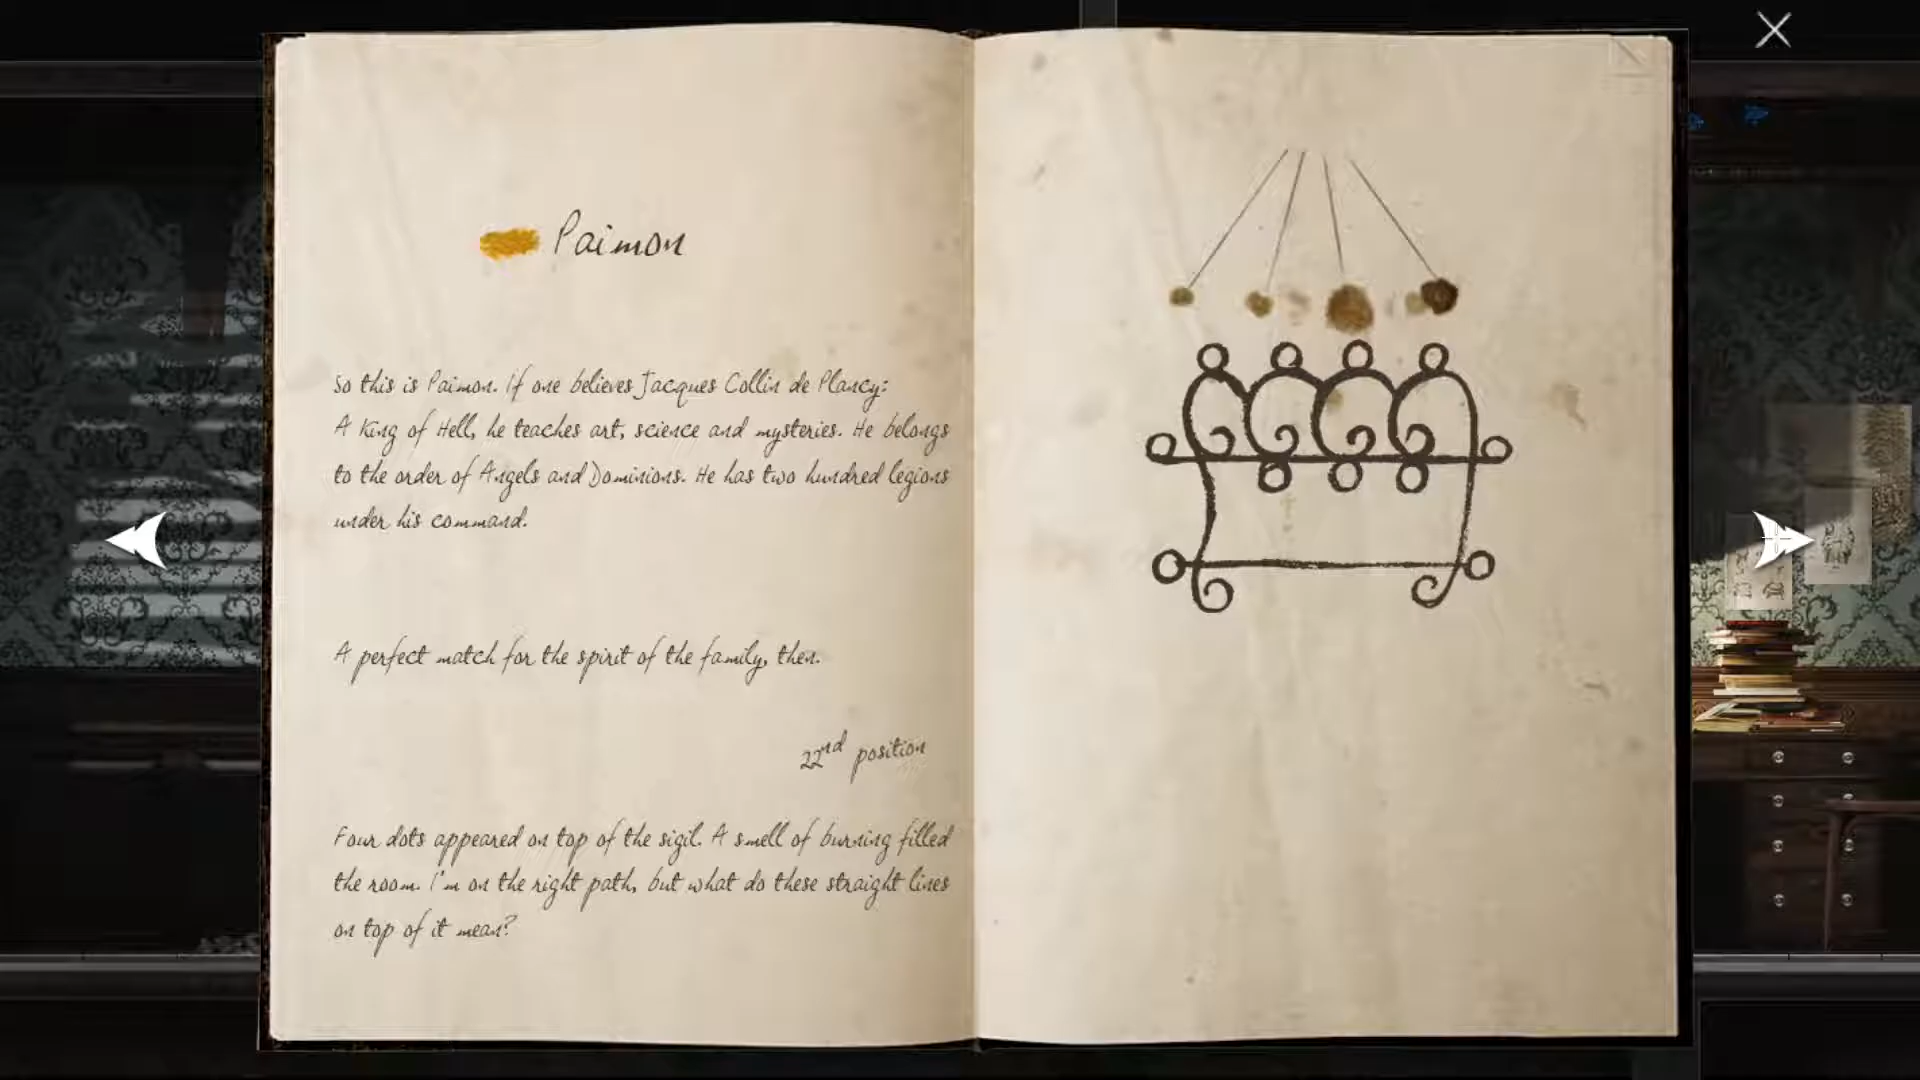 Paimon
So this is Paimon. If one believes Jacques Collin de Plancy:
A King of Hell, he teaches art, science and mysteries. He belongs
to the order of Angels and Dominions. He has two hundred legions
under his command.
A perfect match for the spirit of the family, then.
22nd position
Four dots appeared on top of the sigil. A smell of burning filled
the room. I'm on the right path, but what do these straight lines
on top of it mean?